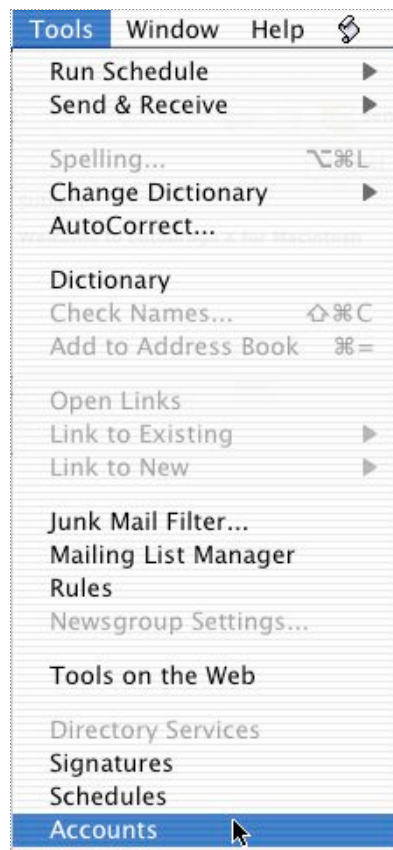 Tools Window Help
Run Schedule
Send & Receive
Spelling... ⌥⌘L
Change Dictionary
AutoCorrect...
Dictionary
Check Names... ⇧⌘C
Add to Address Book ⌘=
Open Links
Link to Existing
Link to New
Junk Mail Filter...
Mailing List Manager
Rules
Newsgroup Settings...
Tools on the Web
Directory Services
Signatures
Schedules
Accounts